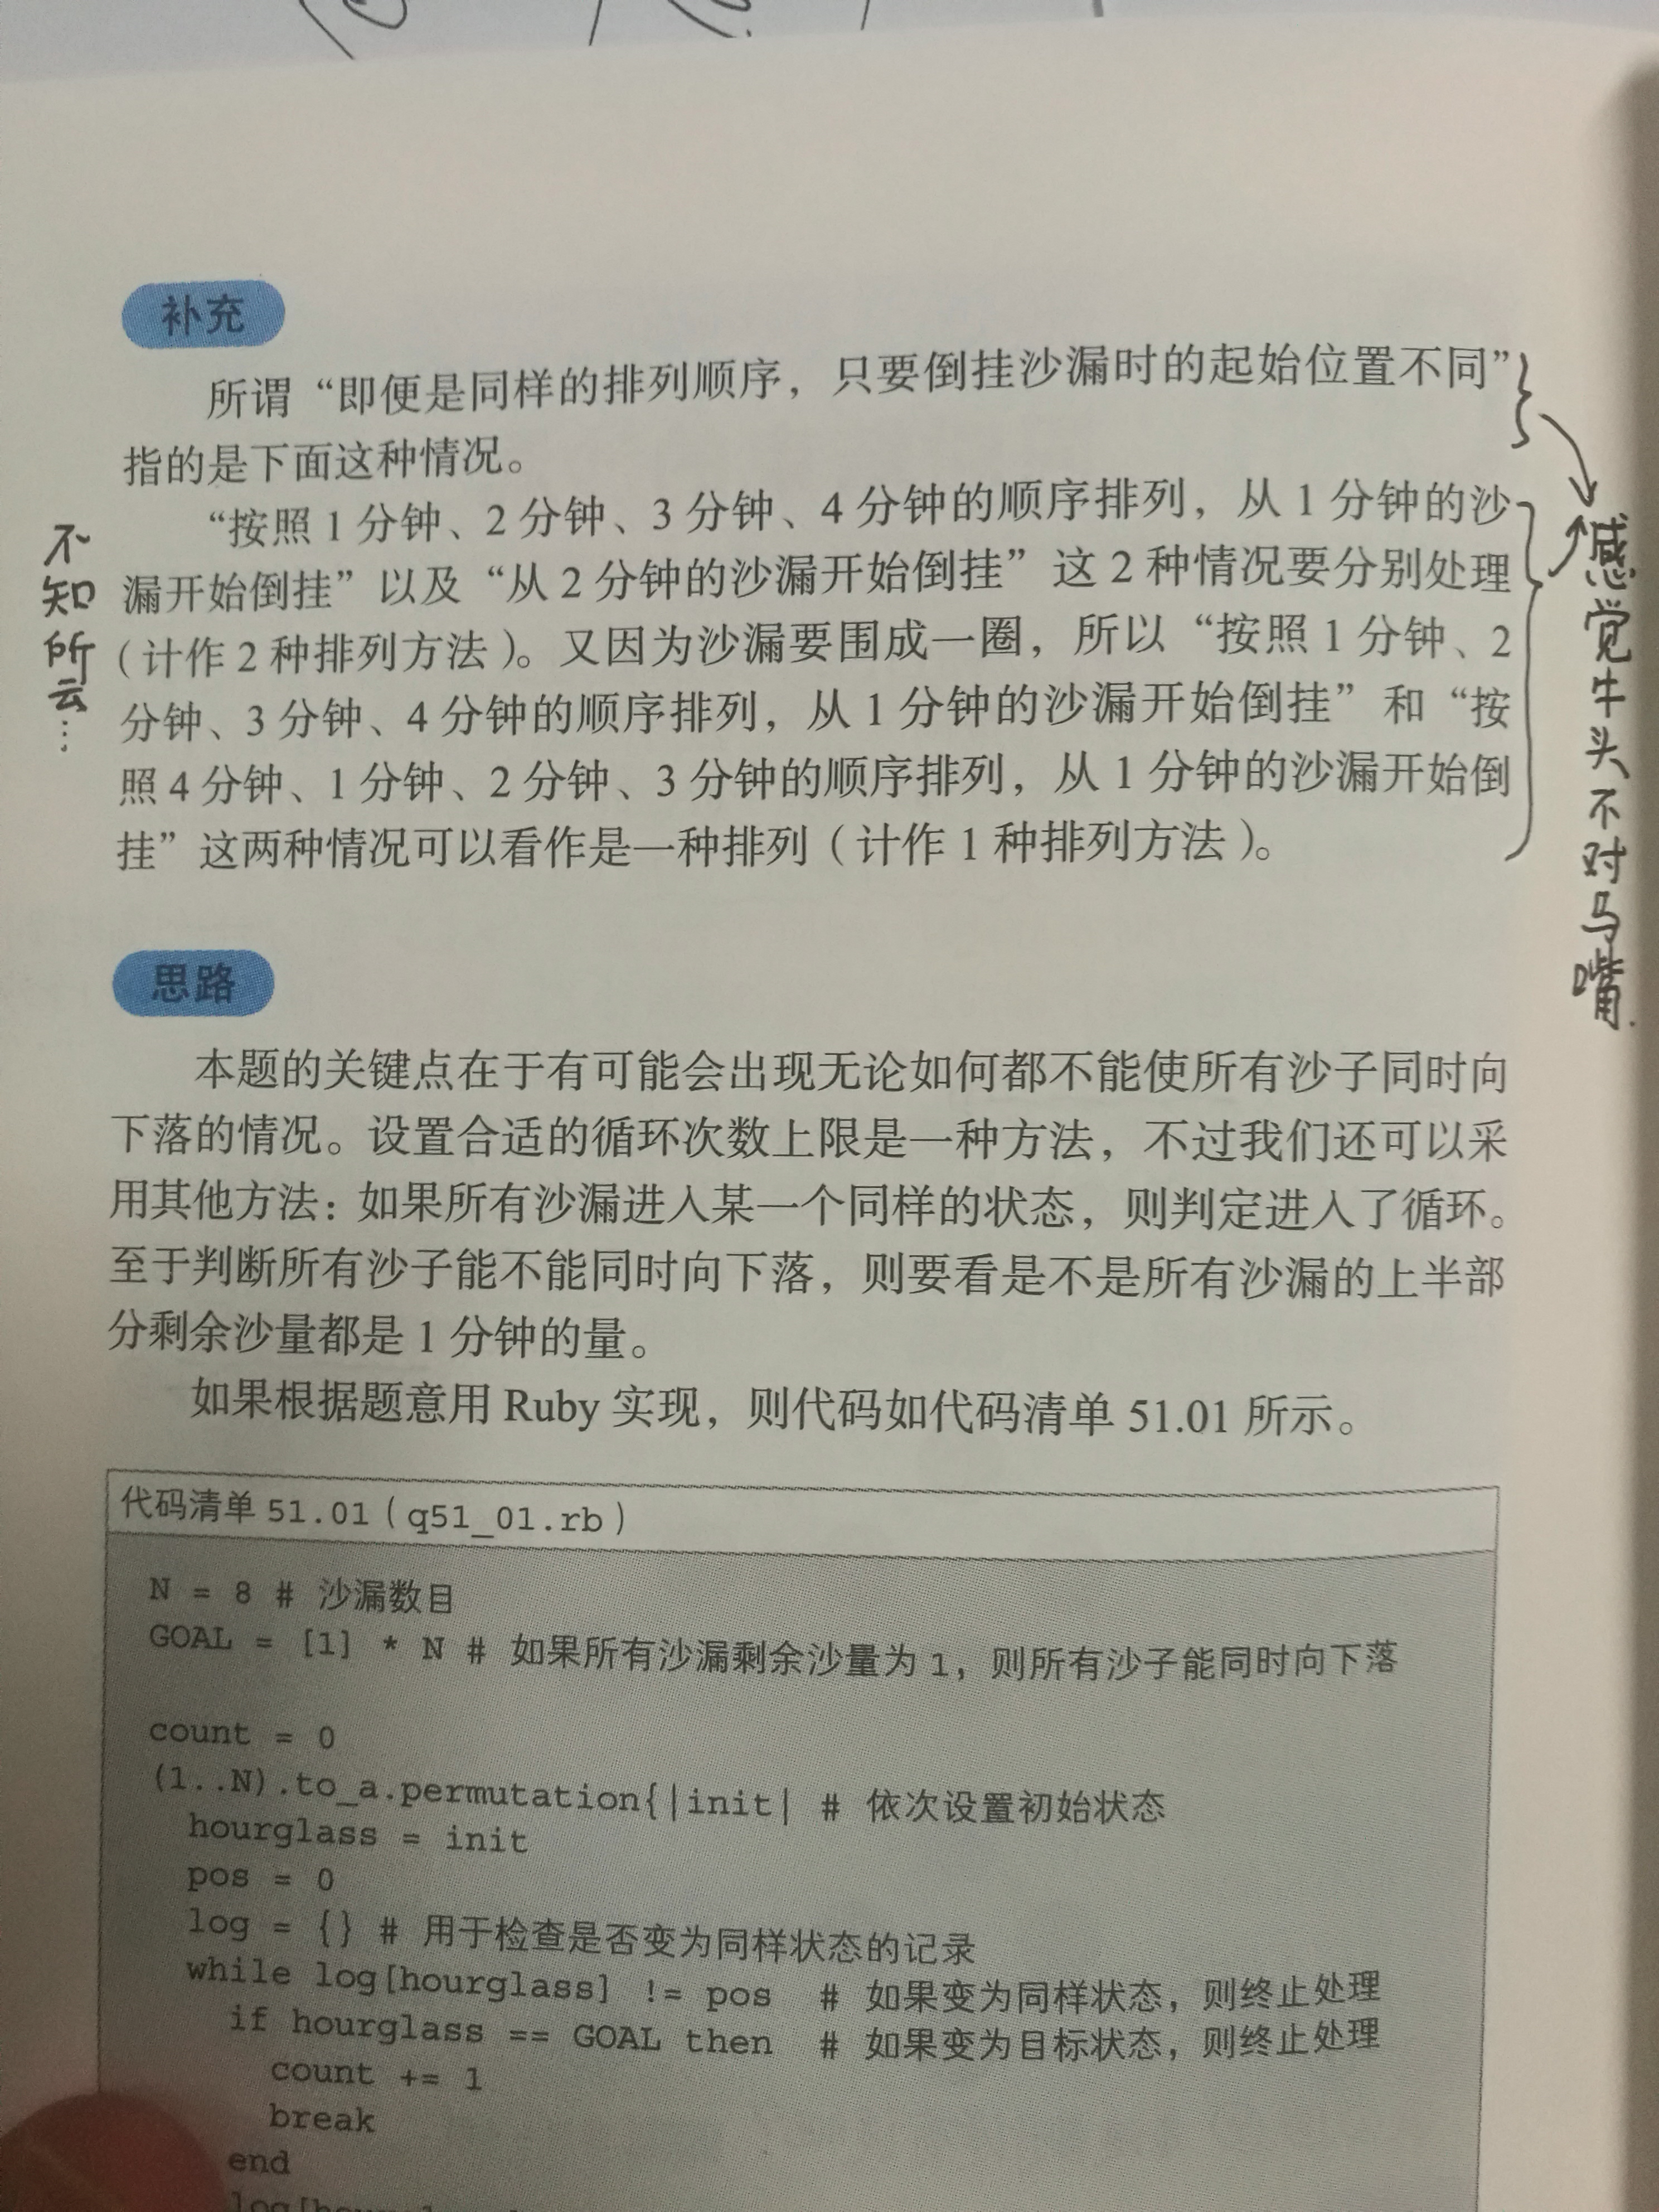 补充
所谓“即便是同样的排列顺序，只要倒挂沙漏时的起始位置不同”
指的是下面这种情况。
“按照1分钟、2分钟、3分钟、4分钟的顺序排列，从1分钟的沙
漏开始倒挂”以及“从2分钟的沙漏开始倒挂”这2种情况要分别处理
（计作2种排列方法）。又因为沙漏要围成一圈，所以“按照1分钟、2
分钟、3分钟、4分钟的顺序排列，从1分钟的沙漏开始倒挂”和“按
照4分钟、1分钟、2分钟、3分钟的顺序排列，从1分钟的沙漏开始倒
挂”这两种情况可以看作是一种排列（计作1种排列方法）。
不知所云…
感觉牛头不对马嘴.
思路
本题的关键点在于有可能会出现无论如何都不能使所有沙子同时向
下落的情况。设置合适的循环次数上限是一种方法，不过我们还可以采
用其他方法：如果所有沙漏进入某一个同样的状态，则判定进入了循环。
至于判断所有沙子能不能同时向下落，则要看是不是所有沙漏的上半部
分剩余沙量都是1分钟的量。
如果根据题意用Ruby实现，则代码如代码清单51.01所示。
代码清单51.01（q51_01.rb）
N = 8 # 沙漏数目
GOAL = [1] * N # 如果所有沙漏剩余沙量为1，则所有沙子能同时向下落
count = 0
(1..N).to_a.permutation{|init| # 依次设置初始状态
hourglass = init
pos = 0
log = {} # 用于检查是否变为同样状态的记录
while log[hourglass] != pos # 如果变为同样状态，则终止处理
if hourglass == GOAL then # 如果变为目标状态，则终止处理
count += 1
break
end